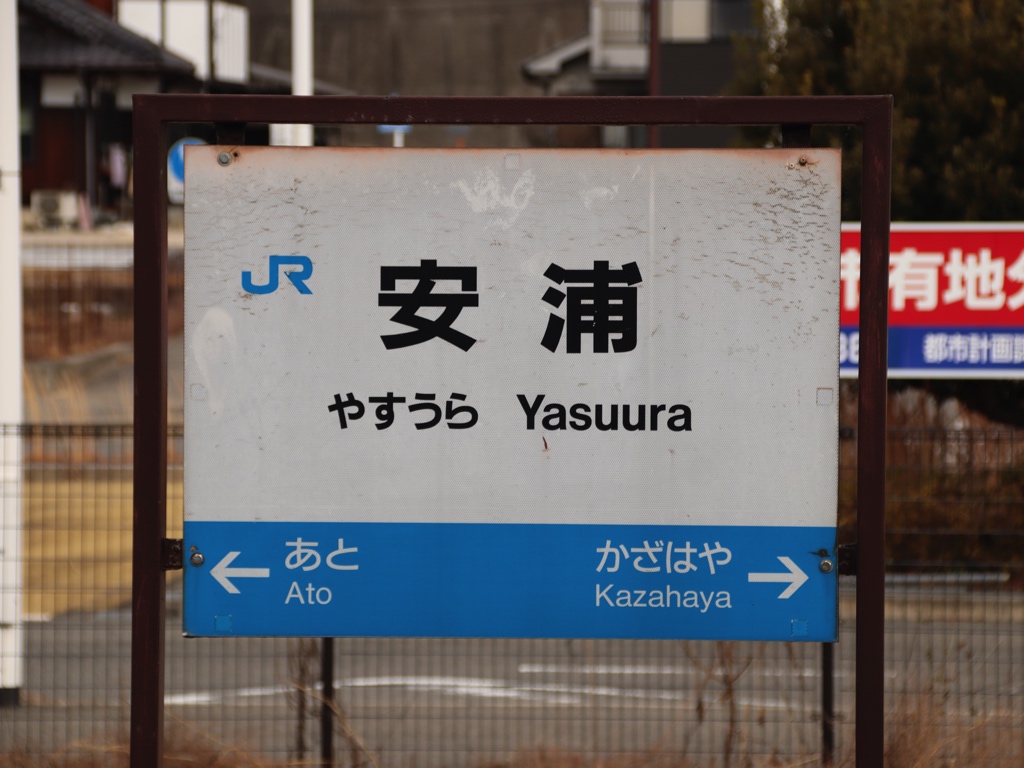 JR
安浦
やすうら Yasuura
あと
Ato
かざはや
Kazahaya
有地
都市計画